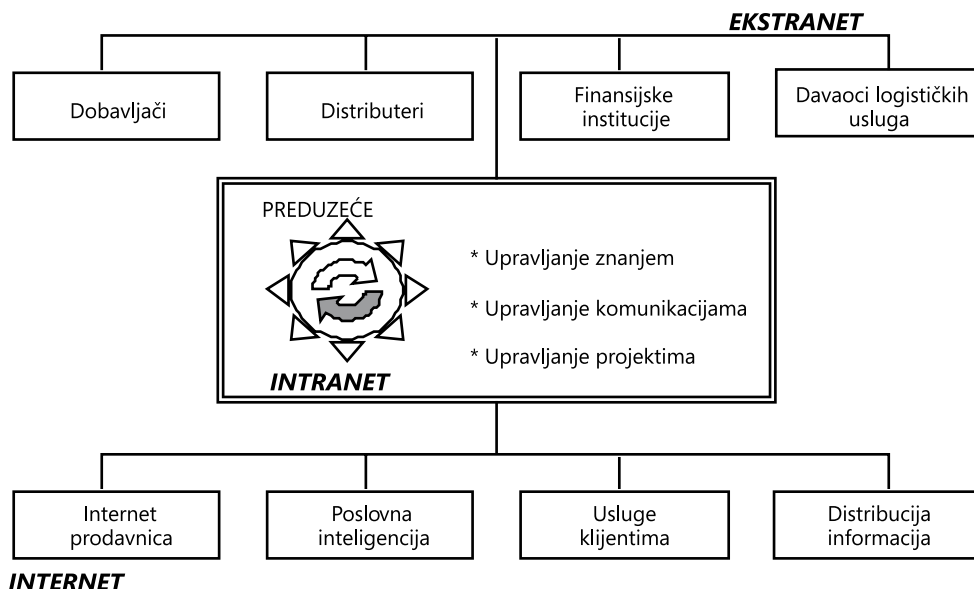 EKSTRANET
Dobavljači
Distributeri
Finansijske
institucije
Davaoci logističkih
usluga
PREDUZEĆE
* Upravljanje znanjem
* Upravljanje komunikacijama
* Upravljanje projektima
INTRANET
Internet
prodavnica
Poslovna
inteligencija
Usluge
klijentima
Distribucija
informacija
INTERNET